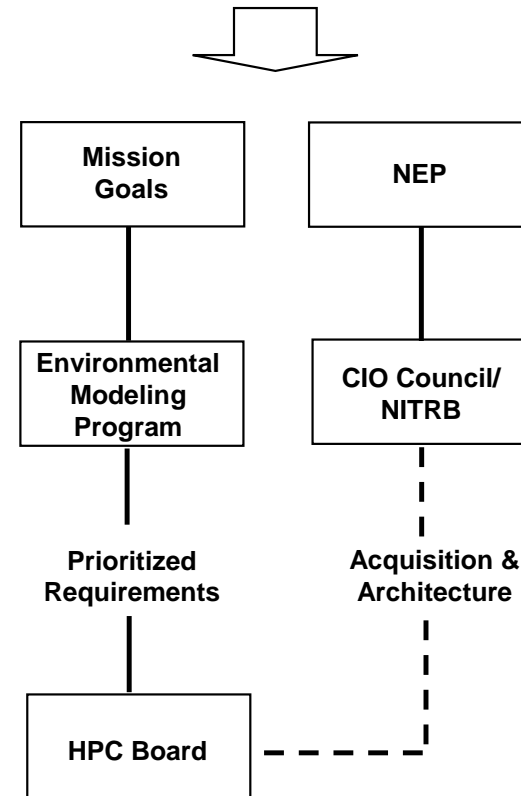 Mission
Goals
NEP
Environmental
Modeling
Program
CIO Council/
NITRB
Prioritized
Requirements
Acquisition &
Architecture
HPC Board